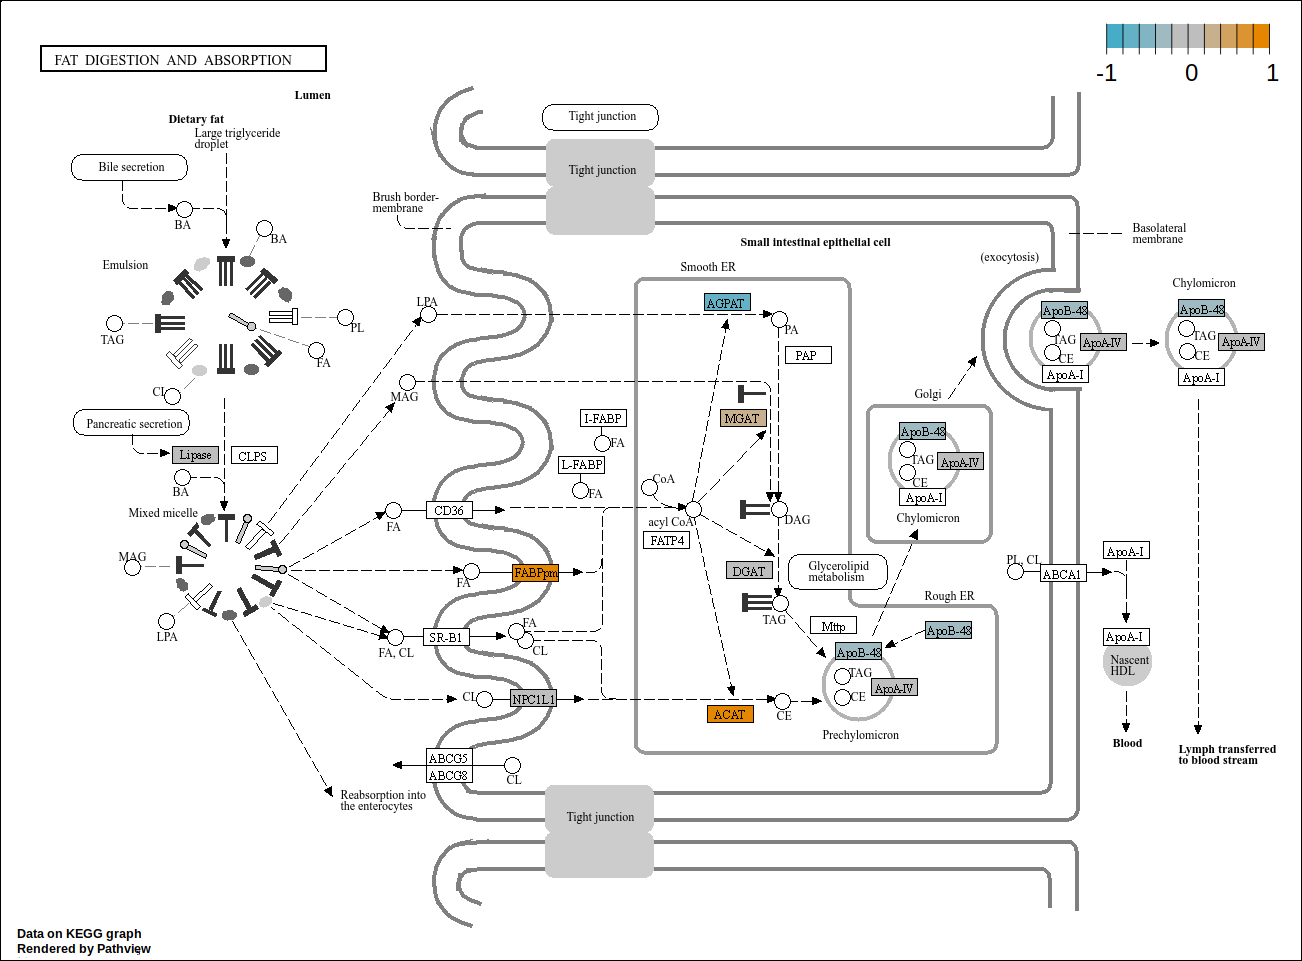 FAT DIGESTION AND ABSORPTION
-1 0 1
Lumen
Dietary fat
Large triglyceride
droplet
Bile secretion
BA
BA
Emulsion
TAG
PL
FA
CL
Pancreatic secretion
Lipase
CLPS
BA
Mixed micelle
MAG
LPA
Reabsorption into
the enterocytes
Brush border-
membrane
Tight junction
Tight junction
LPA
MAG
FA
CD36
FA
FABPpm
FA, CL
SR-B1
FA
CL
CL
NPC1L1
ABCG5
ABCG8
CL
I-FABP
FA
L-FABP
FA
Tight junction
Small intestinal epithelial cell
Smooth ER
AGPAT
PA
PAP
MGAT
CoA
acyl CoA
FATP4
DAG
DGAT
Glycerolipid
metabolism
TAG
ACAT
CE
Mttp
Rough ER
ApoB-48
ApoB-48
TAG
CE
ApoA-IV
Prechylomicron
Golgi
ApoB-48
TAG
CE
ApoA-IV
ApoA-I
Chylomicron
(exocytosis)
Basolateral
membrane
ApoB-48
TAG
CE
ApoA-IV
ApoA-I
Chylomicron
ApoB-48
TAG
CE
ApoA-IV
ApoA-I
PL, CL
ABCA1
ApoA-I
ApoA-I
Nascent
HDL
Blood
Lymph transferred
to blood stream
Data on KEGG graph
Rendered by Pathview